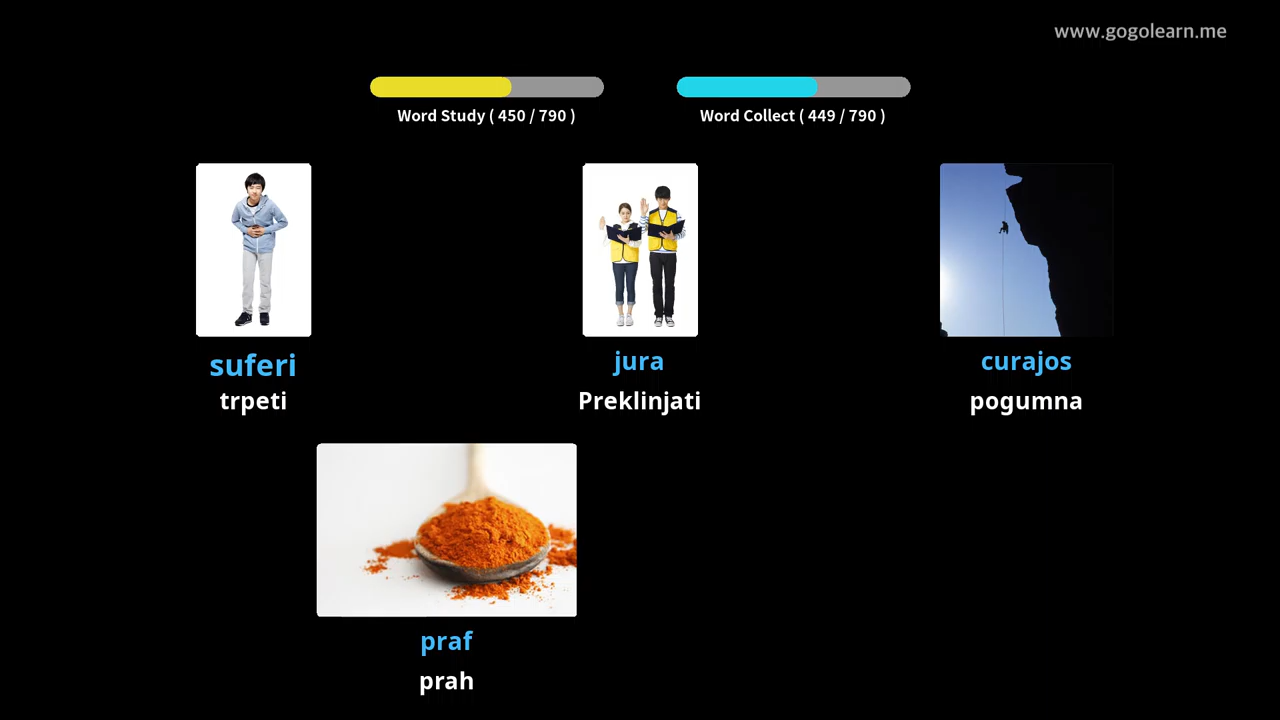 www.gogolearn.me
Word Study ( 450 / 790 )
Word Collect ( 449 / 790 )
suferi
trpeti
jura
Preklinjati
curajos
pogumna
praf
prah